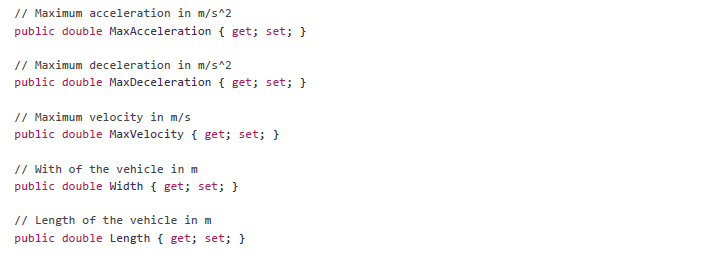 // Maximum acceleration in m/s^2
public double MaxAcceleration { get; set; }
// Maximum deceleration in m/s^2
public double MaxDeceleration { get; set; }
// Maximum velocity in m/s
public double MaxVelocity { get; set; }
// With of the vehicle in m
public double Width { get; set; }
// Length of the vehicle in m
public double Length { get; set; }